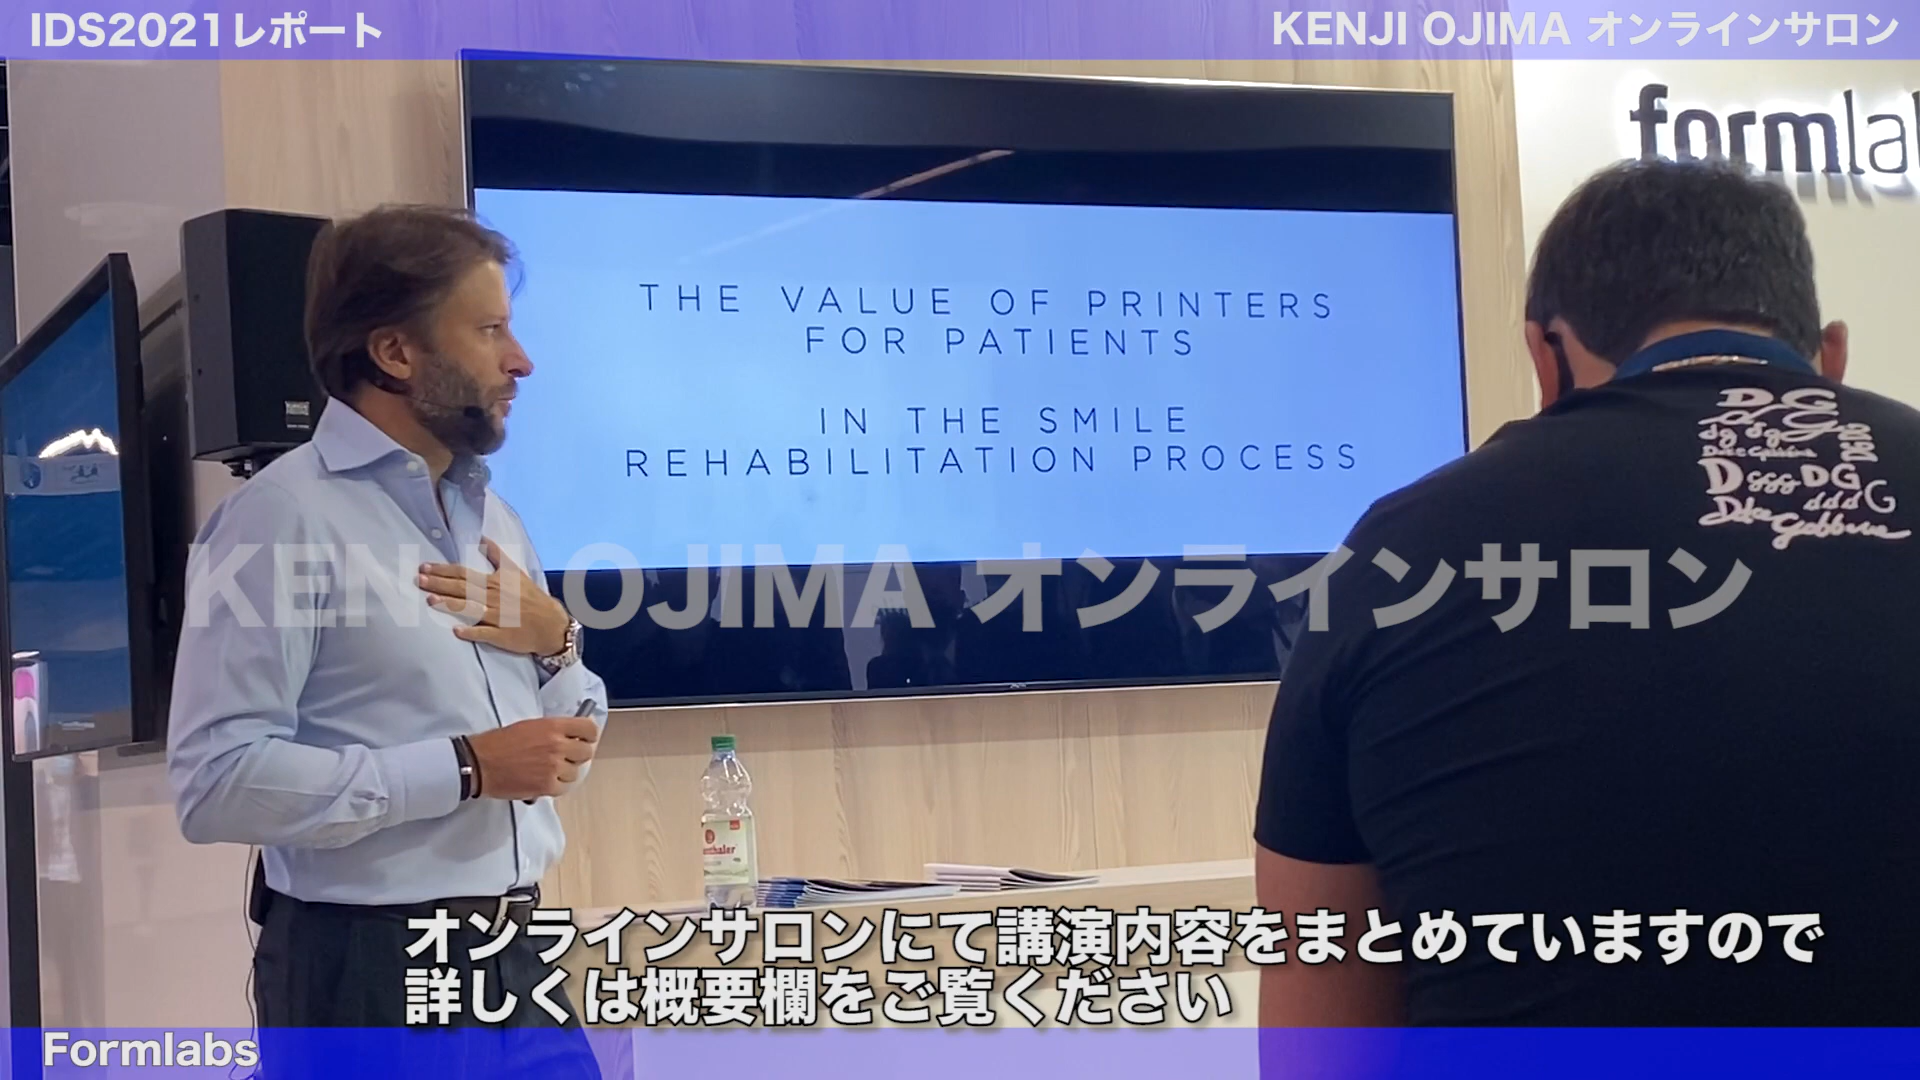 IDS2021レポート
KENJI OJIMA オンラインサロン
formla
THE VALUE OF PRINTERS
FOR PATIENTS
IN THE SMILE
REHABILITATION PROCESS
DG
DG
KENJI OJIMA オンラインサロン
オンラインサロンにて講演内容をまとめていますので
詳しくは概要欄をご覧ください
Formlabs